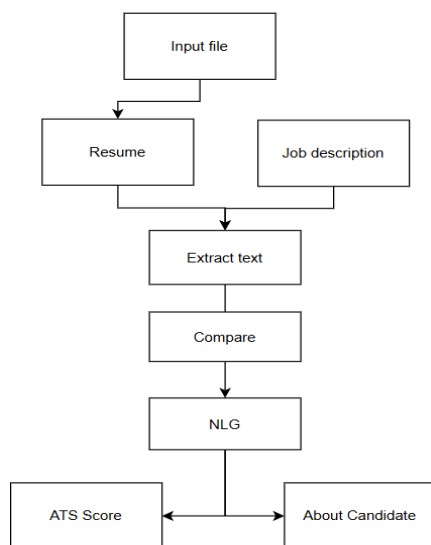 Input file
Resume
Job description
Extract text
Compare
NLG
ATS Score
About Candidate